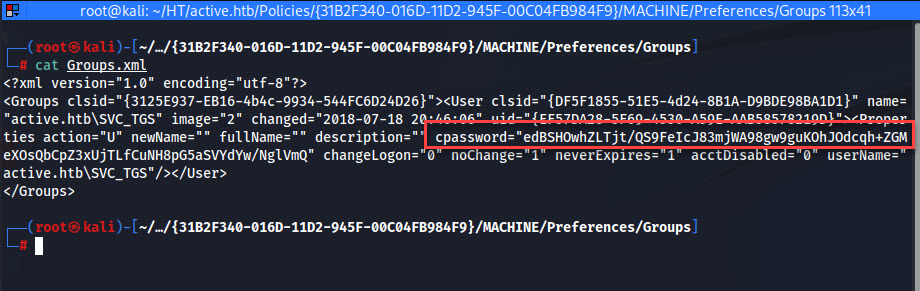 root@kali: ~/HT/active.htb/Policies/{31B2F340-016D-11D2-945F-00C04FB984F9}/MACHINE/Preferences/Groups 113x41
┌──(root㉿kali)-[~/…/{31B2F340-016D-11D2-945F-00C04FB984F9}/MACHINE/Preferences/Groups]
└─# cat Groups.xml
<?xml version="1.0" encoding="utf-8"?>
<Groups clsid="{3125E937-EB16-4b4c-9934-544FC6D24D26}"><User clsid="{DF5F1855-51E5-4d24-8B1A-D9BDE98BA1D1}" name=
"active.htb\SVC_TGS" image="2" changed="2018-07-18 20:46:06" uid="{EF57DA28-5F69-4530-A59E-AAB58578219D}"><Proper
ties action="U" newName="" fullName="" description="" cpassword="edBSHOwhZLTjt/QS9FeIcJ83mjWA98gw9guKOhJOdcqh+ZGM
eXOsQbCpZ3xUjTLfCuNH8pG5aSVYdYw/NglVmQ" changeLogon="0" noChange="1" neverExpires="1" acctDisabled="0" userName="
active.htb\SVC_TGS"/></User>
</Groups>
┌──(root㉿kali)-[~/…/{31B2F340-016D-11D2-945F-00C04FB984F9}/MACHINE/Preferences/Groups]
└─#